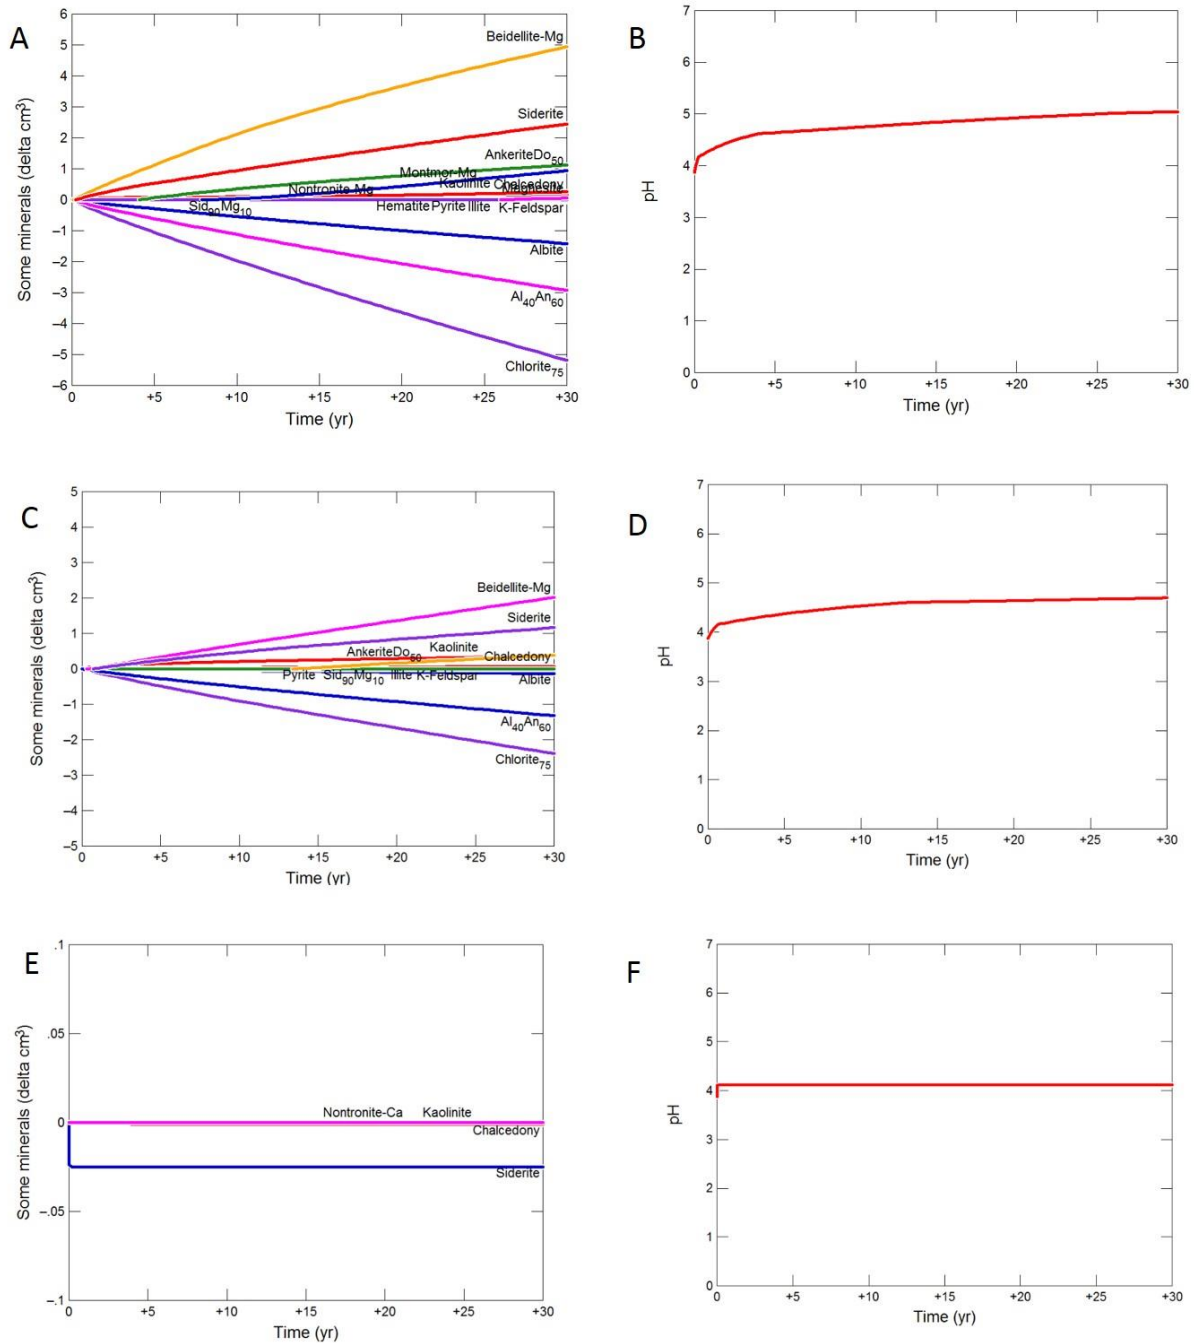 A
Some minerals (delta cm³)
6
5
4
3
2
1
0
–1
–2
–3
–4
–5
–6
Beidellite-Mg
Siderite
AnkeriteDo₅₀
Montmor-Mg
Kaolinite Chalcedony
Nontronite-Mg
Magnesite
Sid₉₀Mg₁₀
Hematite Pyrite Illite K-Feldspar
Albite
Al₄₀An₆₀
Chlorite₇₅
0 +5 +10 +15 +20 +25 +30
Time (yr)
B
pH
7
6
5
4
3
2
1
0
0 +5 +10 +15 +20 +25 +30
Time (yr)
C
Some minerals (delta cm³)
5
4
3
2
1
0
–1
–2
–3
–4
–5
Beidellite-Mg
Siderite
AnkeriteDo₅₀ Kaolinite
Chalcedony
Pyrite Sid₉₀Mg₁₀ Illite K-Feldspar
Albite
Al₄₀An₆₀
Chlorite₇₅
0 +5 +10 +15 +20 +25 +30
Time (yr)
D
pH
7
6
5
4
3
2
1
0
0 +5 +10 +15 +20 +25 +30
Time (yr)
E
Some minerals (delta cm³)
.1
.05
0
–.05
–.1
Nontronite-Ca Kaolinite
Chalcedony
Siderite
0 +5 +10 +15 +20 +25 +30
Time (yr)
F
pH
7
6
5
4
3
2
1
0
0 +5 +10 +15 +20 +25 +30
Time (yr)